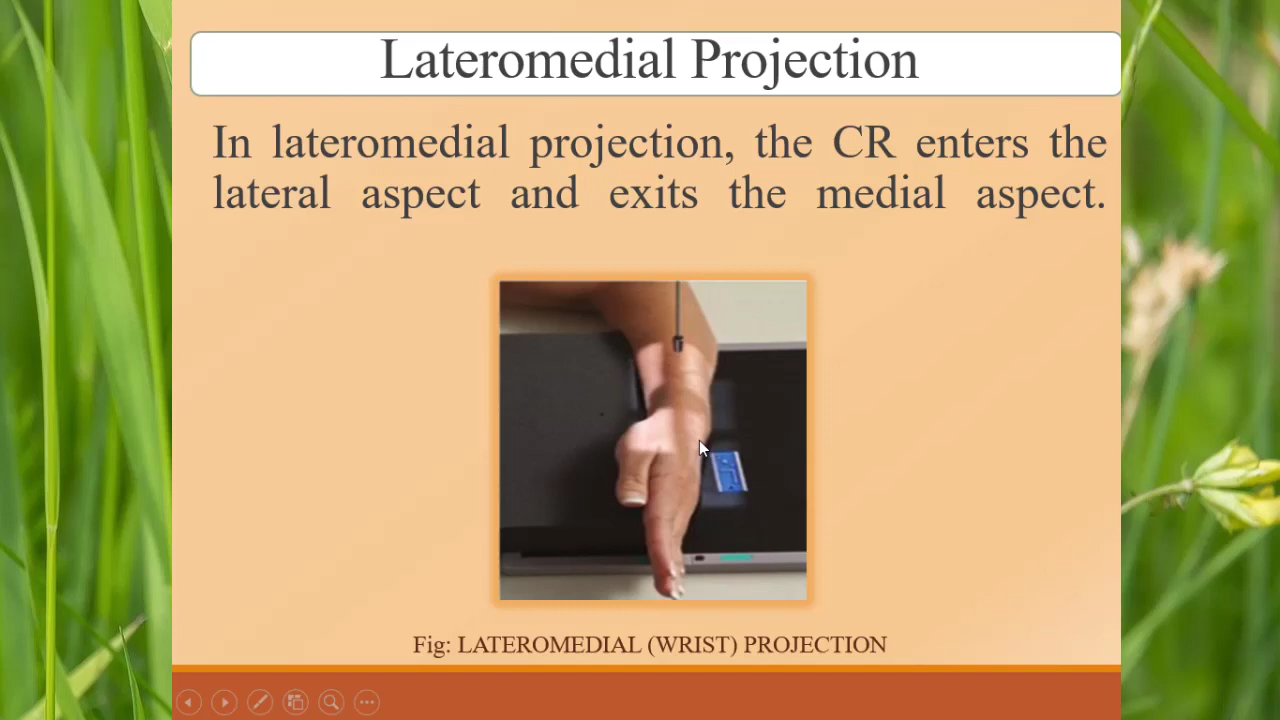 Lateromedial Projection
In lateromedial projection, the CR enters the
lateral aspect and exits the medial aspect.
Fig: LATEROMEDIAL (WRIST) PROJECTION